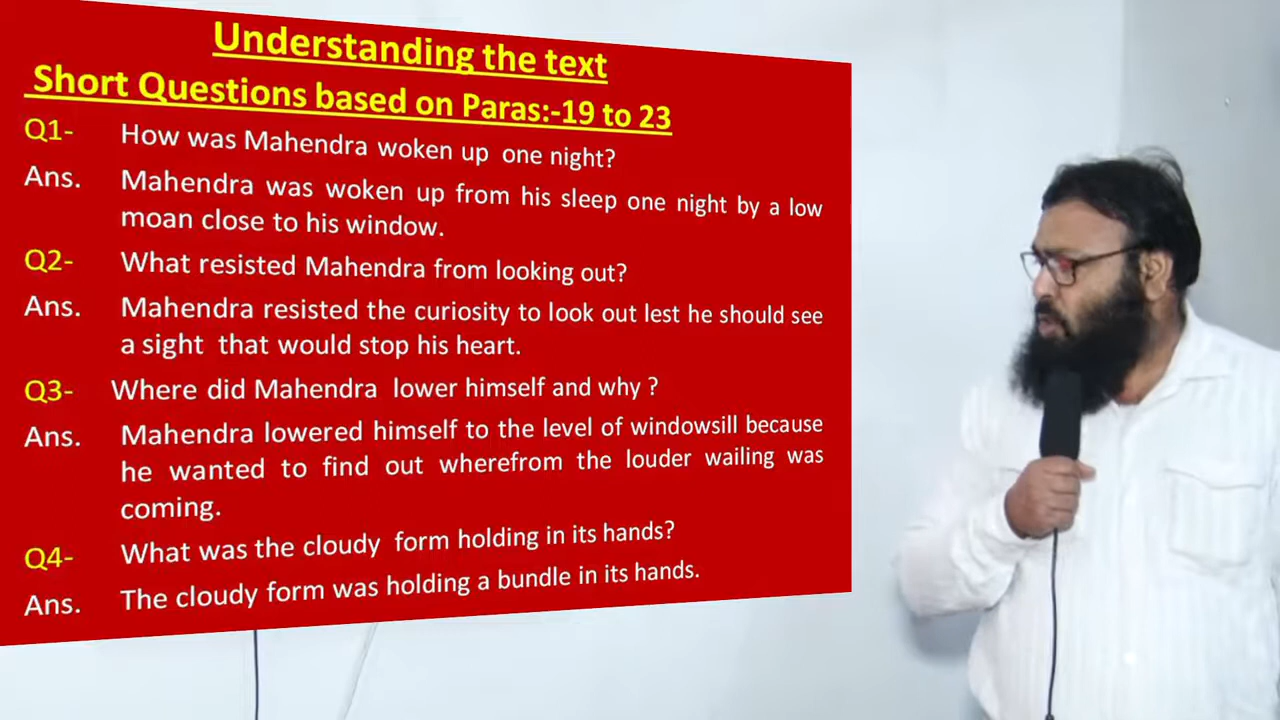 Understanding the text
Short Questions based on Paras:-19 to 23
Q1- How was Mahendra woken up one night?
Ans. Mahendra was woken up from his sleep one night by a low
moan close to his window.
Q2- What resisted Mahendra from looking out?
Ans. Mahendra resisted the curiosity to look out lest he should see
a sight that would stop his heart.
Q3- Where did Mahendra lower himself and why ?
Ans. Mahendra lowered himself to the level of windowsill because
he wanted to find out wherefrom the louder wailing was
coming.
Q4- What was the cloudy form holding in its hands?
Ans. The cloudy form was holding a bundle in its hands.